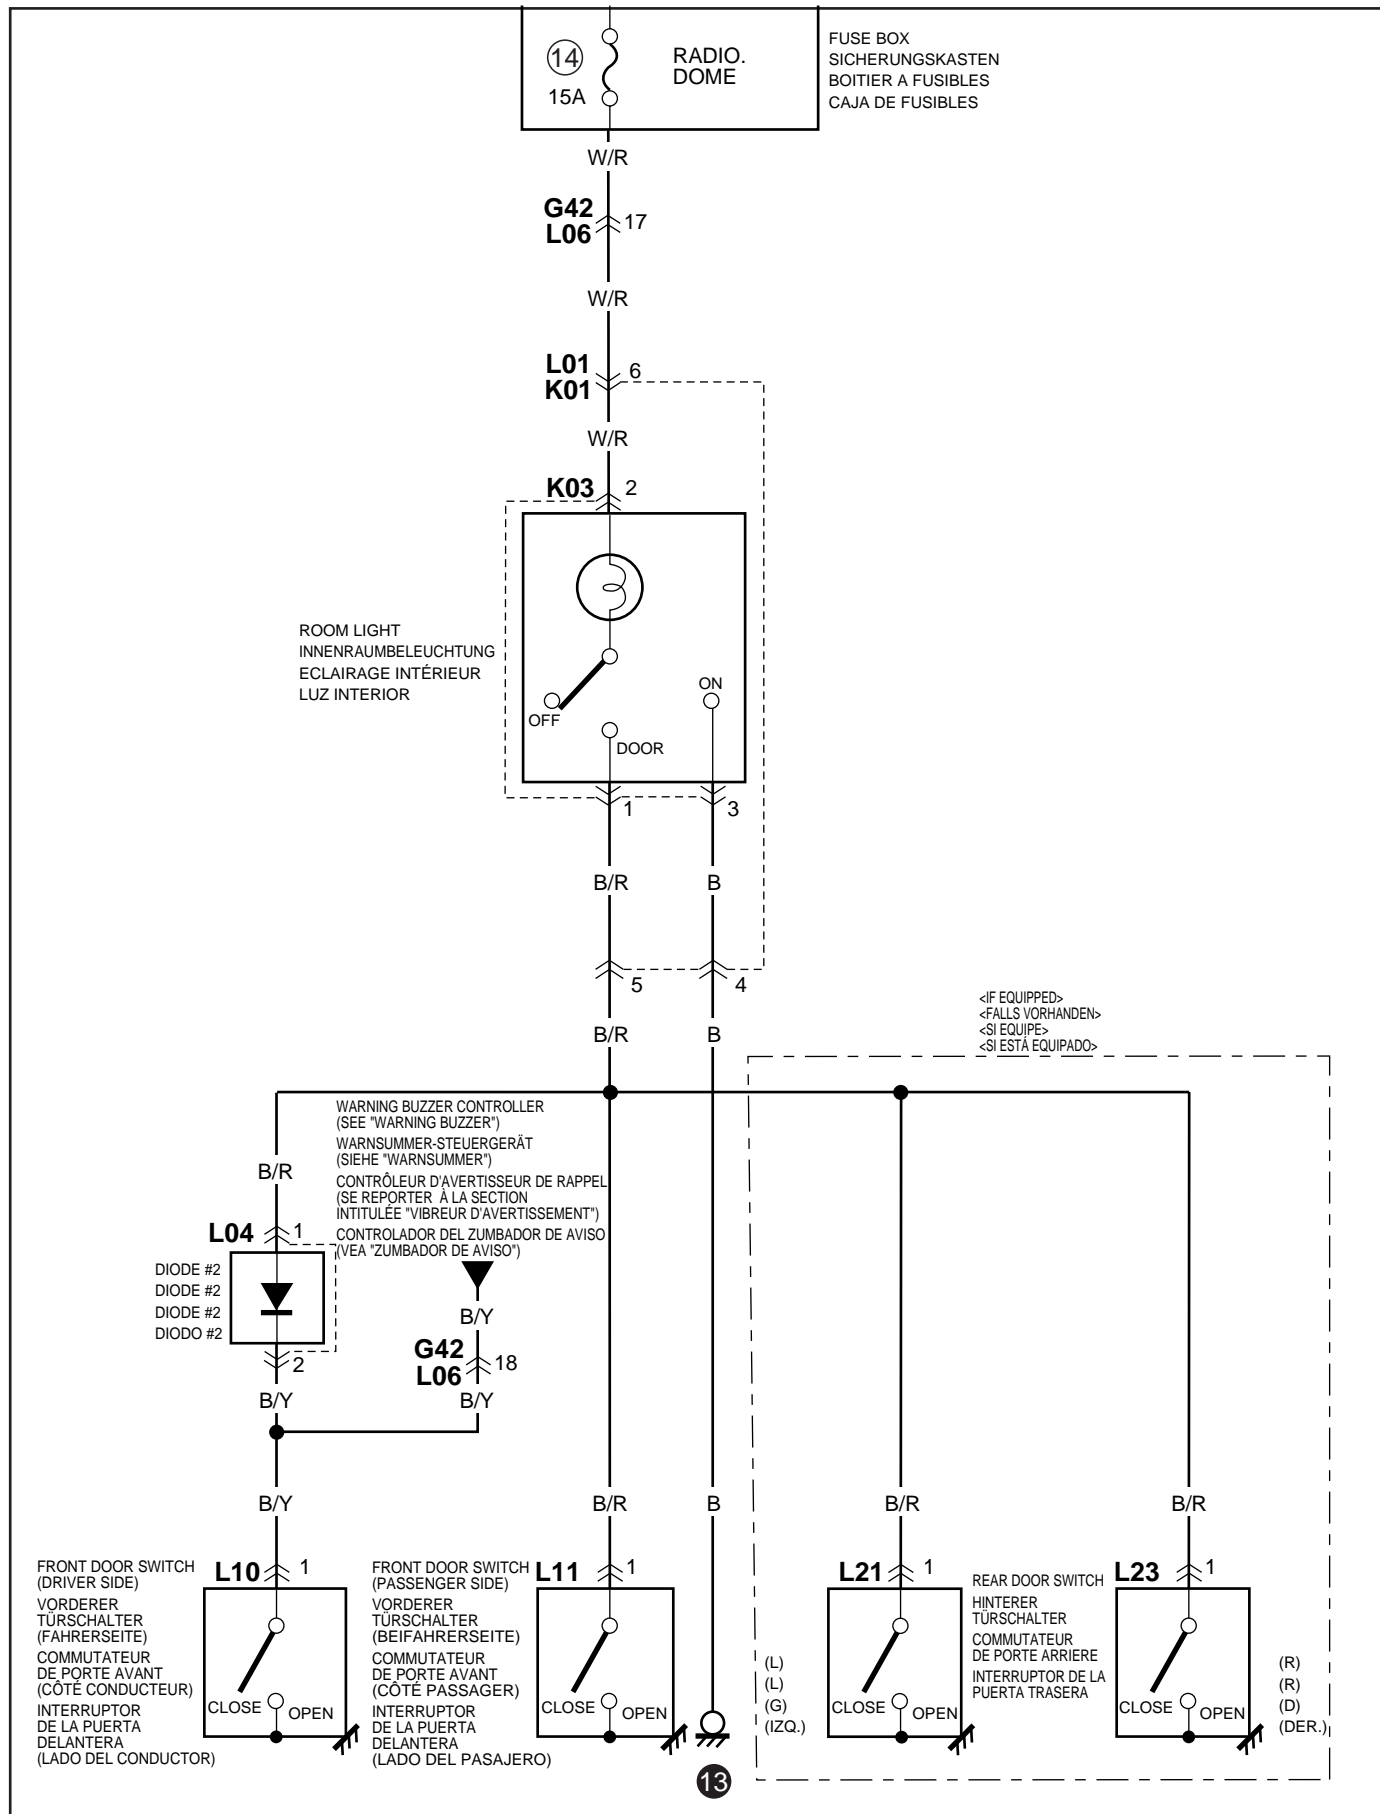 14
15A
RADIO.
DOME
FUSE BOX
SICHERUNGSKASTEN
BOITIER A FUSIBLES
CAJA DE FUSIBLES
W/R
G42
L06
17
W/R
L01
K01
6
W/R
K03
2
ROOM LIGHT
INNENRAUMBELEUCHTUNG
ECLAIRAGE INTÉRIEUR
LUZ INTERIOR
OFF
ON
DOOR
1
3
B/R
B
5
4
B/R
B
<IF EQUIPPED>
<FALLS VORHANDEN>
<SI EQUIPE>
<SI ESTÁ EQUIPADO>
WARNING BUZZER CONTROLLER
(SEE "WARNING BUZZER")
WARNSUMMER-STEUERGERÄT
(SIEHE "WARNSUMMER")
CONTRÔLEUR D'AVERTISSEUR DE RAPPEL
(SE REPORTER À LA SECTION
INTITULÉE "VIBREUR D'AVERTISSEMENT")
CONTROLADOR DEL ZUMBADOR DE AVISO
(VEA "ZUMBADOR DE AVISO")
B/R
L04
1
DIODE #2
DIODE #2
DIODE #2
DIODO #2
2
B/Y
B/Y
G42
L06
18
B/Y
B/Y
B/R
B
B/R
B/R
FRONT DOOR SWITCH
(DRIVER SIDE)
VORDERER
TÜRSCHALTER
(FAHRERSEITE)
COMMUTATEUR
DE PORTE AVANT
(CÔTÉ CONDUCTEUR)
INTERRUPTOR
DE LA PUERTA
DELANTERA
(LADO DEL CONDUCTOR)
L10
1
CLOSE
OPEN
FRONT DOOR SWITCH
(PASSENGER SIDE)
VORDERER
TÜRSCHALTER
(BEIFAHRERSEITE)
COMMUTATEUR
DE PORTE AVANT
(CÔTÉ PASSAGER)
INTERRUPTOR
DE LA PUERTA
DELANTERA
(LADO DEL PASAJERO)
L11
1
CLOSE
OPEN
13
L21
1
(L)
(L)
(G)
(IZQ.)
CLOSE
OPEN
REAR DOOR SWITCH
HINTERER
TÜRSCHALTER
COMMUTATEUR
DE PORTE ARRIERE
INTERRUPTOR DE LA
PUERTA TRASERA
L23
1
CLOSE
OPEN
(R)
(R)
(D)
(DER.)